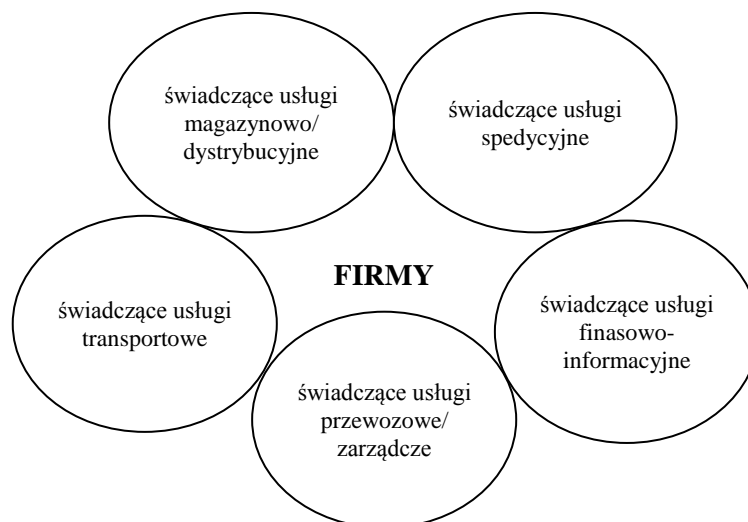 świadczące usługi
magazynowo/
dystrybucyjne
świadczące usługi
spedycyjne
FIRMY
świadczące usługi
transportowe
świadczące usługi
finasowo-
informacyjne
świadczące usługi
przewozowe/
zarządcze